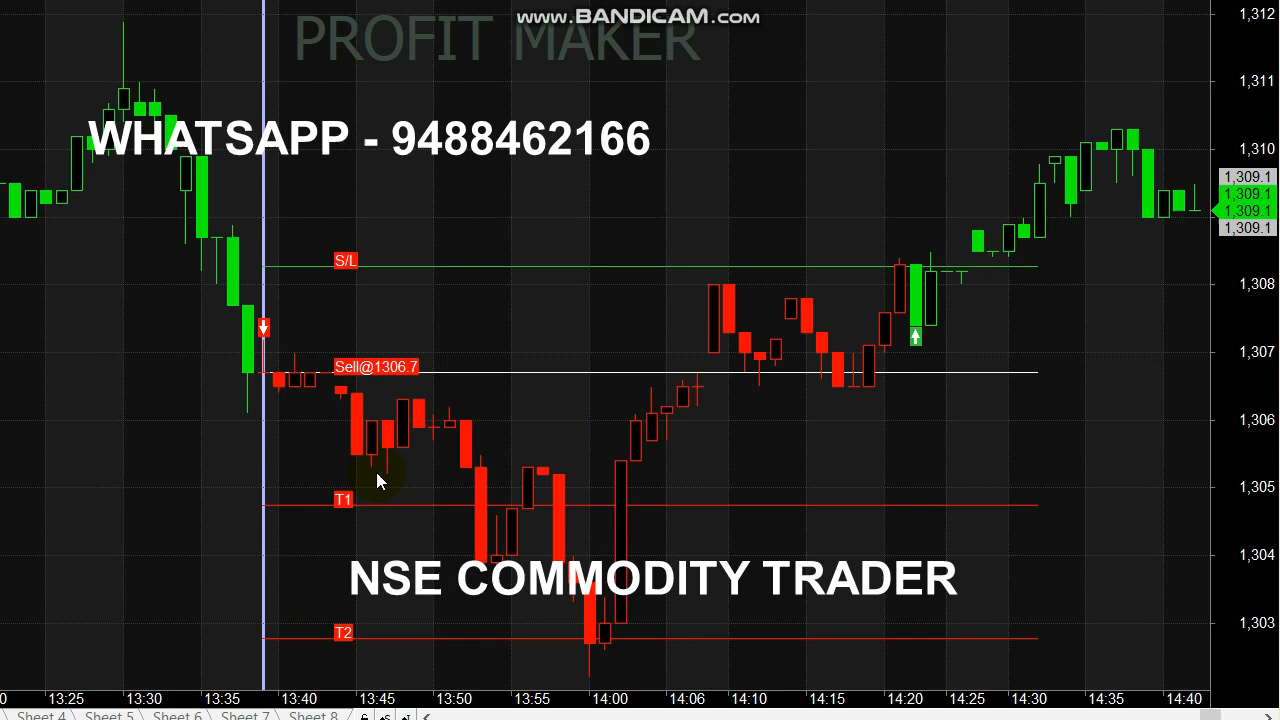 www.BANDICAM.com
PROFIT MAKER
WHATSAPP - 9488462166
S/L
Sell@1306.7
T1
NSE COMMODITY TRADER
T2
1,312
1,311
1,310
1,309.1
1,309.1
1,309.1
1,309.1
1,308
1,307
1,306
1,305
1,304
1,303
0 13:25 13:30 13:35 13:40 13:45 13:50 13:55 14:00 14:06 14:10 14:15 14:20 14:25 14:30 14:35 14:40
Sheet 4 Sheet 5 Sheet 6 Sheet 7 Sheet 8